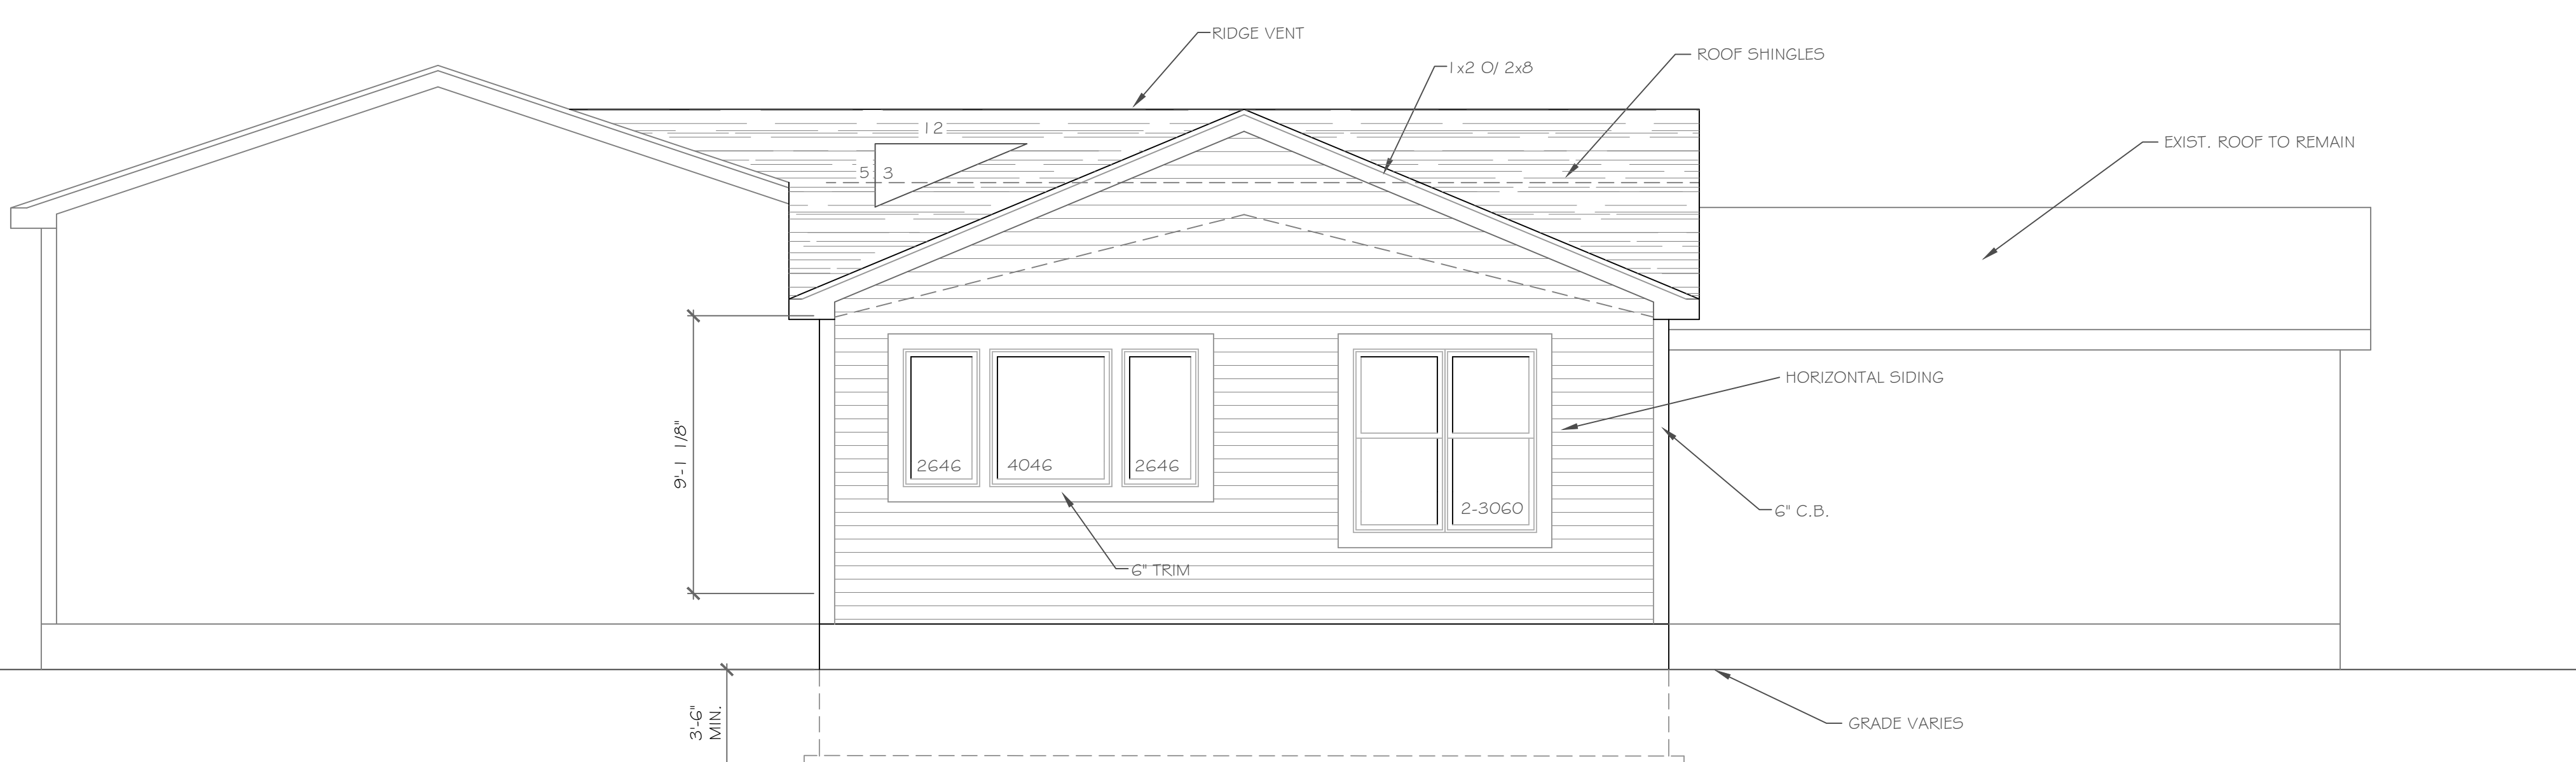 RIDGE VENT
ROOF SHINGLES
1x2 O/ 2x8
12
5 3
EXIST. ROOF TO REMAIN
HORIZONTAL SIDING
9'-1 1/8"
2646
4046
2646
2-3060
6" C.B.
6" TRIM
3'-6"
MIN.
GRADE VARIES